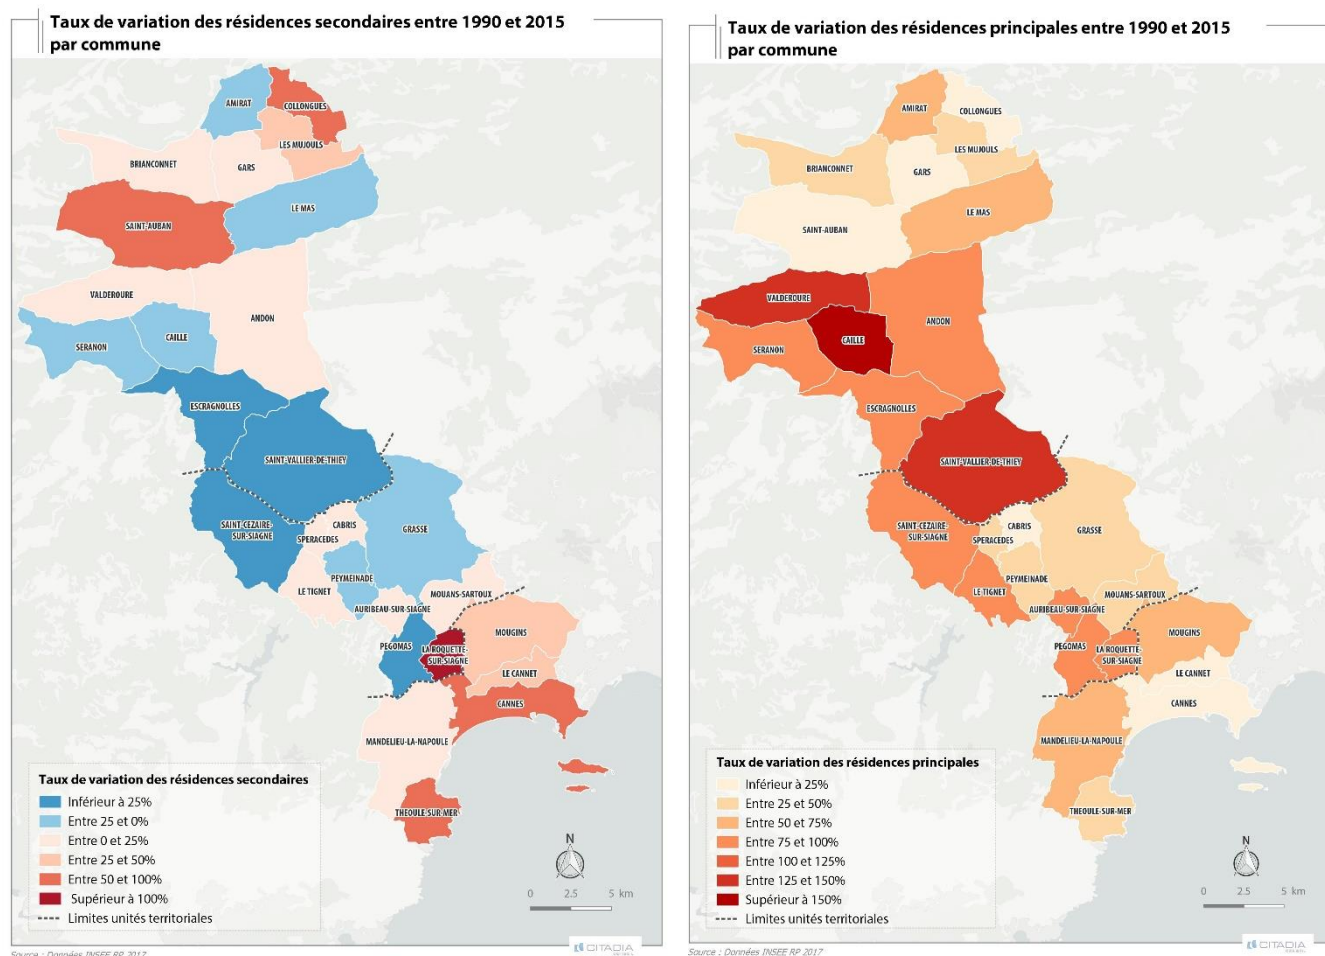 Taux de variation des résidences secondaires entre 1990 et 2015
par commune
AMIRAT
COLLONGUES
LES MUJOULS
BRIANCONNET
GARS
LE MAS
SAINT-AUBAN
VALDEROURE
ANDON
CAILLE
SERANON
ESCRAGNOLLES
SAINT-VALLIER-DE-THIEY
SAINT-CEZAIRE-
SUR-SIAGNE
CABRIS
SPERACEDES
GRASSE
PEYMEINADE
LE TIGNET
MOUANS-SARTOUX
AURIBEAU-SUR-SIAGNE
MOUGINS
PEGOMAS
LA ROQUETTE-
SUR-SIAGNE
LE CANNET
CANNES
MANDELIEU-LA-NAPOULE
THEOULE-SUR-MER
Taux de variation des résidences secondaires
Inférieur à 25%
Entre 25 et 0%
Entre 0 et 25%
Entre 25 et 50%
Entre 50 et 100%
Supérieur à 100%
Limites unités territoriales
N
0 2.5 5 km
CITADIA
Source : Données INSEE RP 2017
Taux de variation des résidences principales entre 1990 et 2015
par commune
AMIRAT
COLLONGUES
LES MUJOULS
BRIANCONNET
GARS
LE MAS
SAINT-AUBAN
VALDEROURE
ANDON
CAILLE
SERANON
ESCRAGNOLLES
SAINT-VALLIER-DE-THIEY
SAINT-CEZAIRE-
SUR-SIAGNE
CABRIS
SPERACEDES
GRASSE
PEYMEINADE
LE TIGNET
MOUANS-SARTOUX
AURIBEAU-SUR-SIAGNE
MOUGINS
PEGOMAS
LA ROQUETTE-
SUR-SIAGNE
LE CANNET
CANNES
MANDELIEU-LA-NAPOULE
THEOULE-SUR-MER
Taux de variation des résidences principales
Inférieur à 25%
Entre 25 et 50%
Entre 50 et 75%
Entre 75 et 100%
Entre 100 et 125%
Entre 125 et 150%
Supérieur à 150%
Limites unités territoriales
N
0 2.5 5 km
CITADIA
Source : Données INSEE RP 2017